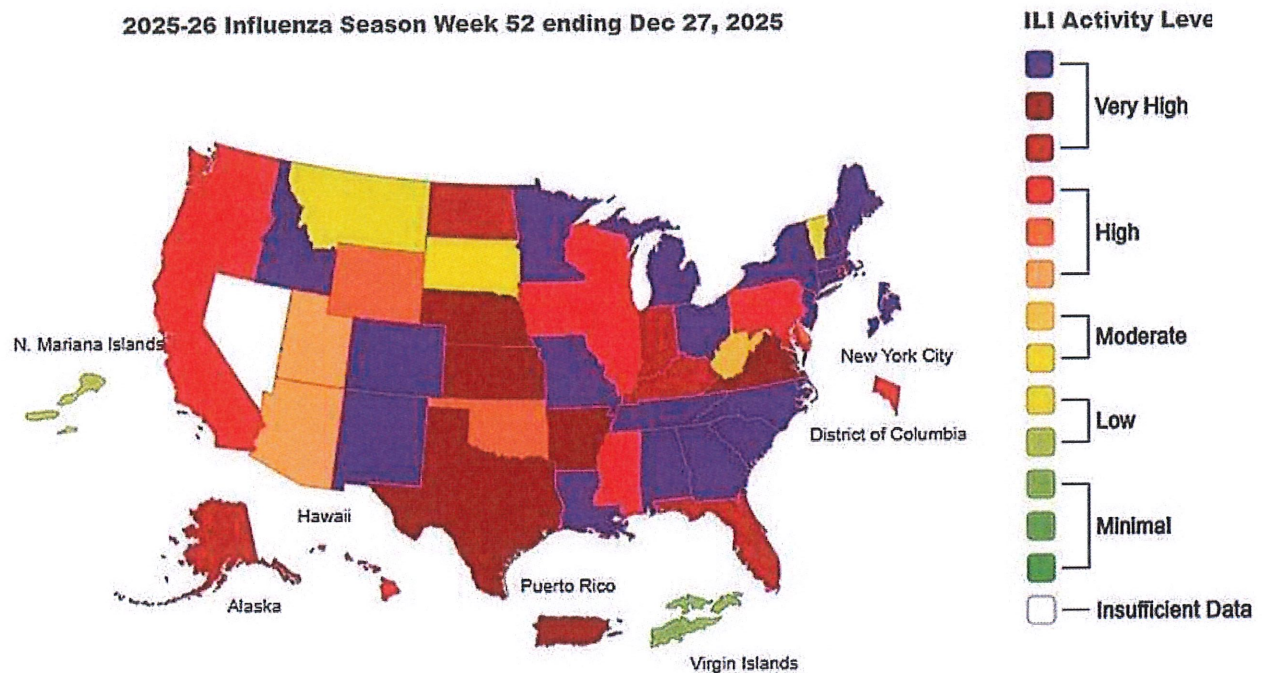 2025-26 Influenza Season Week 52 ending Dec 27, 2025
ILI Activity Leve
Very High
High
Moderate
Low
Minimal
Insufficient Data
N. Mariana Islands
New York City
District of Columbia
Hawaii
Alaska
Puerto Rico
Virgin Islands